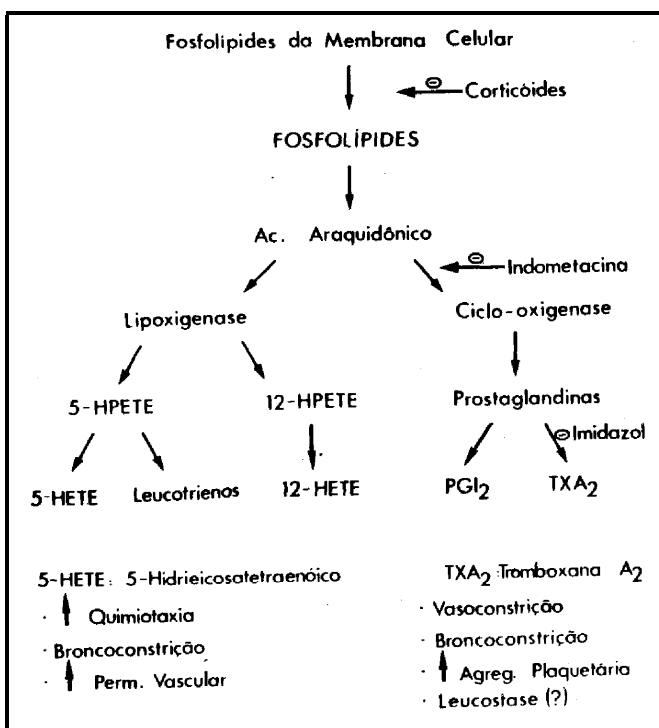 Fosfolipides da Membrana Celular
⊖ Corticóides
FOSFOLÍPIDES
Ac. Araquidônico
⊖ Indometacina
Lipoxigenase
Ciclo-oxigenase
5-HPETE 12-HPETE Prostaglandinas
⊖Imidazol
5-HETE Leucotrienos 12-HETE PGI2 TXA2
5-HETE: 5-Hidrieicosatetraenóico
· ↑ Quimiotaxia
· Broncoconstrição
· ↑ Perm. Vascular
TXA2:Tromboxana A2
· Vasoconstrição
· Broncoconstrição
· ↑ Agreg. Plaquetária
· Leucostase (?)